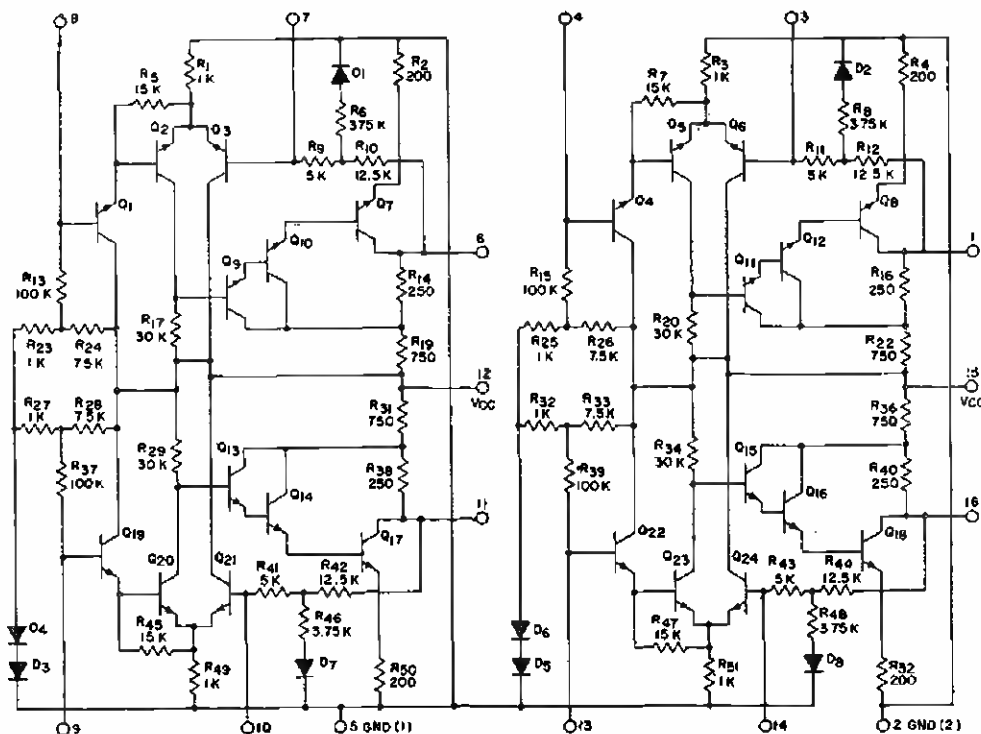 8
7
4
3
R5
15K
R1
1K
D1
R2
200
R7
15K
R3
1K
D2
R4
200
Q2
Q3
R6
3.75K
Q5
Q6
R8
3.75K
R9
5K
R10
12.5K
R11
5K
R12
12.5K
Q1
Q7
Q4
Q8
Q10
6
Q12
1
Q9
Q11
R13
100K
R14
250
R15
100K
R16
250
R17
30K
R20
30K
R23
1K
R24
7.5K
R19
750
R25
1K
R26
7.5K
R22
750
12
VCC
15
VCC
R27
1K
R28
7.5K
R31
750
R32
1K
R33
7.5K
R36
750
R29
30K
Q13
R34
30K
Q15
R37
100K
R38
250
R39
100K
R40
250
Q14
11
Q16
16
Q19
Q17
Q22
Q18
Q20
Q21
R41
5K
R42
12.5K
Q23
Q24
R43
5K
R44
12.5K
R45
15K
R46
3.75K
R47
15K
R48
3.75K
D4
D6
D3
R49
1K
D7
R50
200
D5
R51
1K
D8
R32
200
9
10
5 GND (1)
13
14
2 GND (2)